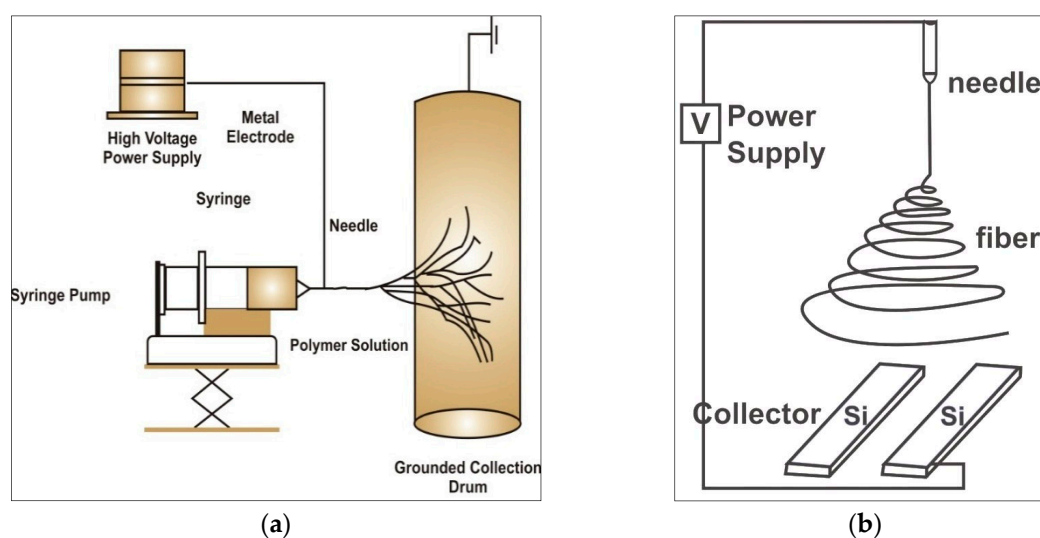 High Voltage
Power Supply
Metal
Electrode
Syringe
Needle
Syringe Pump
Polymer Solution
Grounded Collection
Drum
(a)
needle
V
Power
Supply
fiber
Collector
Si
Si
(b)